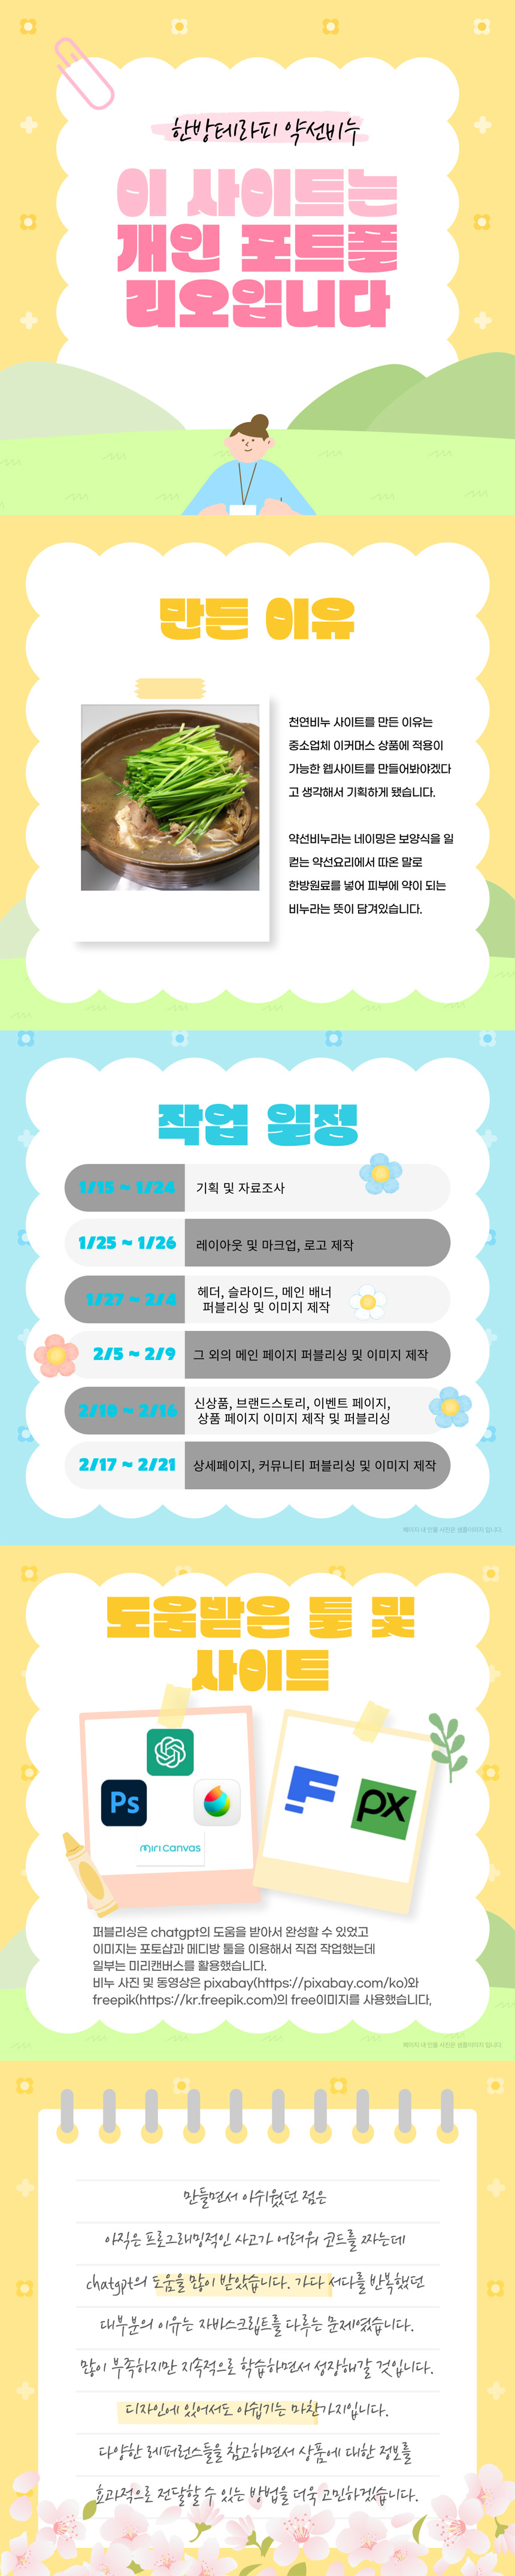 한방테라피 약선비누
이 사이트는
개인 포트폴
리오입니다
만든 이유
천연비누 사이트를 만든 이유는
중소업체 이커머스 상품에 적용이
가능한 웹사이트를 만들어봐야겠다
고 생각해서 기획하게 됐습니다.
약선비누라는 네이밍은 보양식을 일
컫는 약선요리에서 따온 말로
한방원료를 넣어 피부에 약이 되는
비누라는 뜻이 담겨있습니다.
작업 일정
1/15 ~ 1/24 기획 및 자료조사
1/25 ~ 1/26 레이아웃 및 마크업, 로고 제작
1/27 ~ 2/4 헤더, 슬라이드, 메인 배너
퍼블리싱 및 이미지 제작
2/5 ~ 2/9 그 외의 메인 페이지 퍼블리싱 및 이미지 제작
2/10 ~ 2/16 신상품, 브랜드스토리, 이벤트 페이지,
상품 페이지 이미지 제작 및 퍼블리싱
2/17 ~ 2/21 상세페이지, 커뮤니티 퍼블리싱 및 이미지 제작
페이지 내 인물 사진은 샘플이미지 입니다.
도움받은 툴 및
사이트
Ps
miri canvas
px
퍼블리싱은 chatgpt의 도움을 받아서 완성할 수 있었고
이미지는 포토샵과 메디방 툴을 이용해서 직접 작업했는데
일부는 미리캔버스를 활용했습니다.
비누 사진 및 동영상은 pixabay(https://pixabay.com/ko)와
freepik(https://kr.freepik.com)의 free이미지를 사용했습니다,
페이지 내 인물 사진은 샘플이미지 입니다.
만들면서 아쉬웠던 점은
아직은 프로그래밍적인 사고가 어려워 코드를 짜는데
chatgpt의 도움을 많이 받았습니다. 가다 서다를 반복했던
대부분의 이유는 자바스크립트를 다루는 문제였습니다.
많이 부족하지만 지속적으로 학습하면서 성장해갈 것입니다.
디자인에 있어서도 아쉽기는 마찬가지입니다.
다양한 레퍼런스들을 참고하면서 상품에 대한 정보를
효과적으로 전달할 수 있는 방법을 더욱 고민하겠습니다.